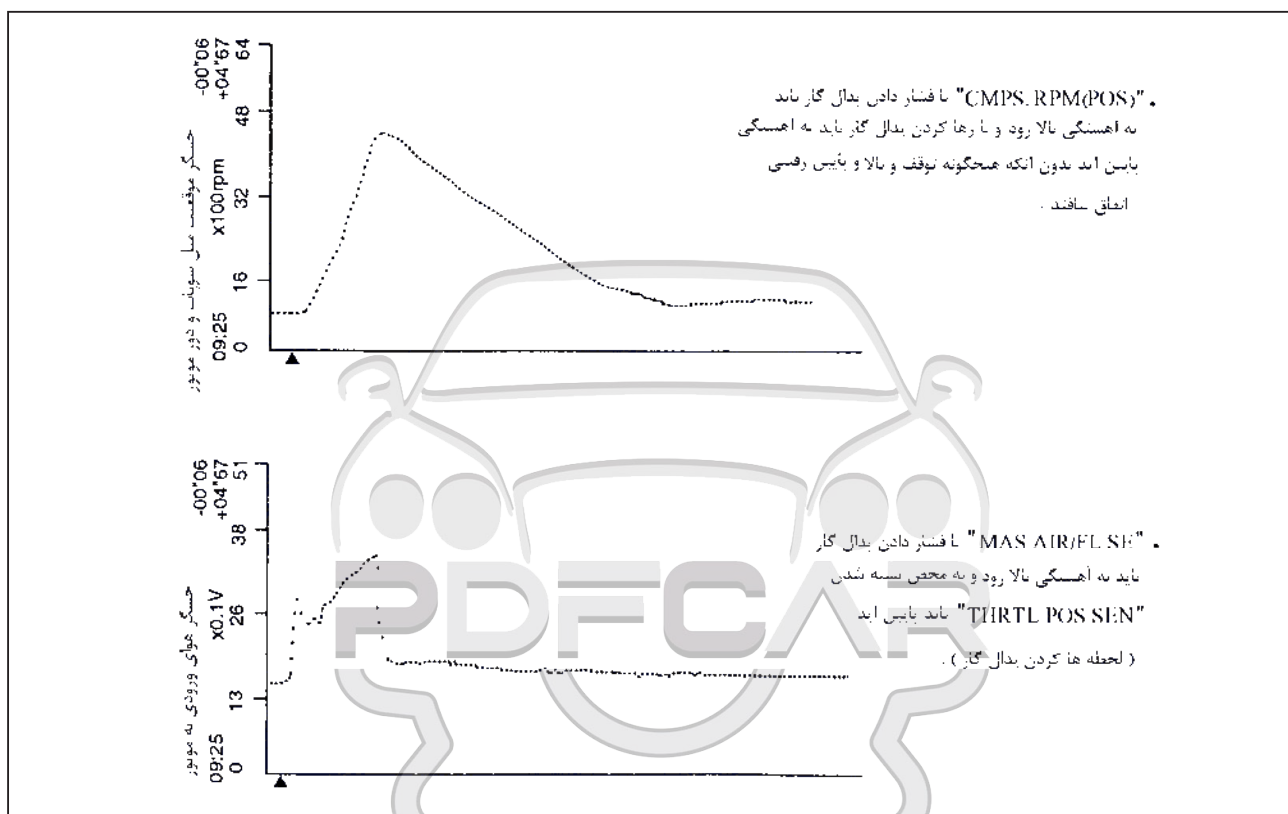 -00"06
+04"67
64
48
32
16
0
x100rpm
09:25
حسگر موقعیت میل سوپاپ و دور موتور
• "CMPS. RPM(POS)" با فشار دادن پدال گاز باید
به آهستگی بالا رود و با رها کردن پدال گاز باید به آهستگی
پایین آید بدون آنکه هیچگونه توقف و بالا و پایین رفتنی
اتفاق بیافتد .
-00"06
+04"67
51
38
26
13
0
x0.1V
09:25
حسگر هوای ورودی به موتور
• "MAS AIR/FL SE" با فشار دادن پدال گاز
باید به آهستگی بالا رود و به محض بسته شدن
"THRTL POS SEN" باید پایین آید
( لحظه ها کردن پدال گاز ) .
PDFCAR